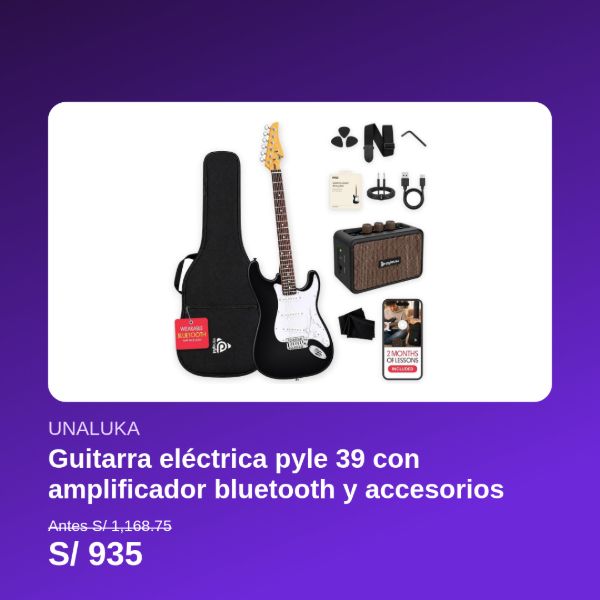 WEARABLE
BLUETOOTH
2 MONTHS
OF LESSONS
INCLUDED
UNALUKA
Guitarra eléctrica pyle 39 con
amplificador bluetooth y accesorios
Antes S/ 1,168.75
S/ 935